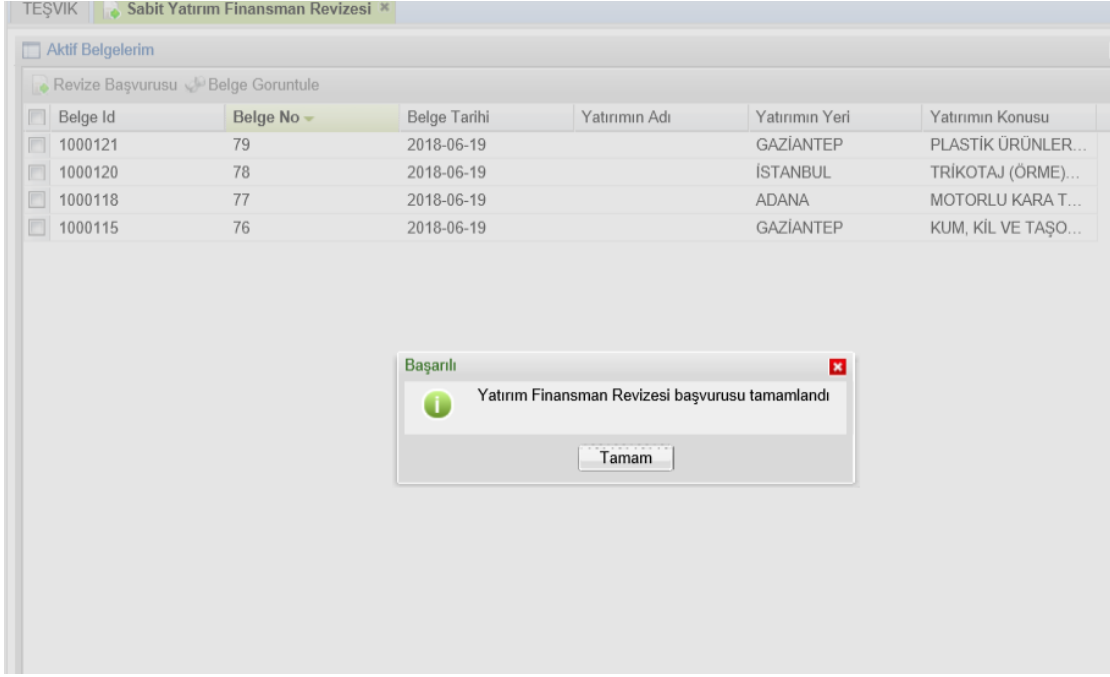 TEŞVİK Sabit Yatırım Finansman Revizesi
Aktif Belgelerim
Revize Başvurusu Belge Goruntule
Belge Id Belge No Belge Tarihi Yatırımın Adı Yatırımın Yeri Yatırımın Konusu
1000121 79 2018-06-19 GAZİANTEP PLASTİK ÜRÜNLER...
1000120 78 2018-06-19 İSTANBUL TRİKOTAJ (ÖRME)...
1000118 77 2018-06-19 ADANA MOTORLU KARA T...
1000115 76 2018-06-19 GAZİANTEP KUM, KİL VE TAŞO...
Başarılı
Yatırım Finansman Revizesi başvurusu tamamlandı
Tamam